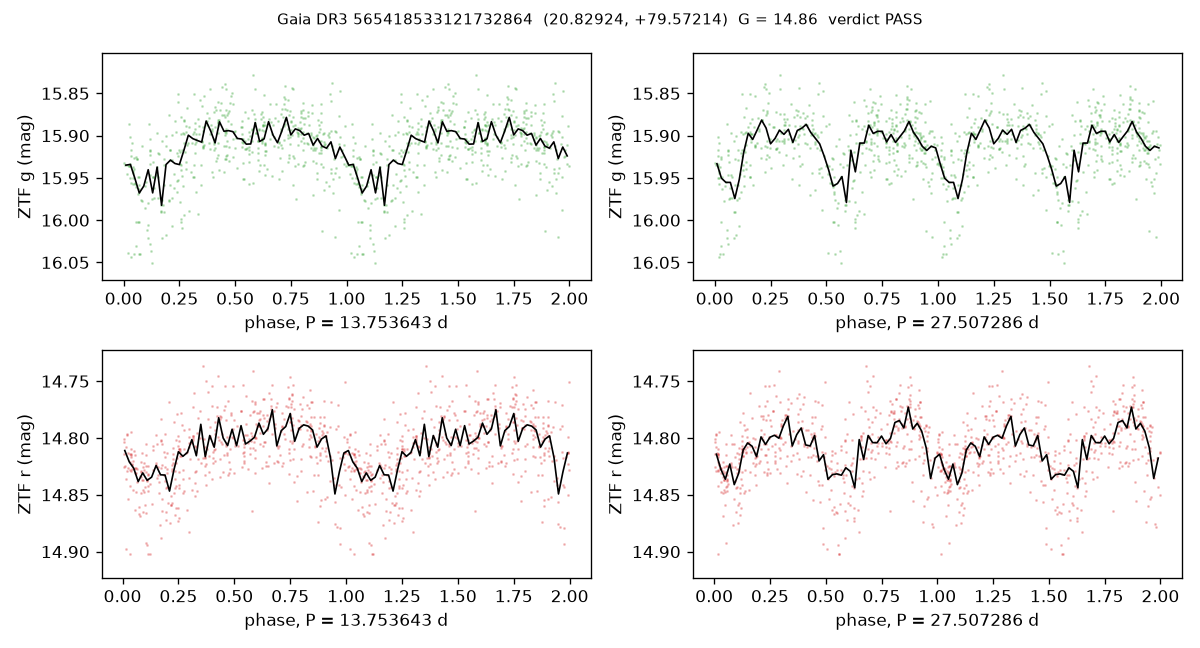 Gaia DR3 565418533121732864  (20.82924, +79.57214)  G = 14.86  verdict PASS
ZTF g (mag)
15.85
15.90
15.95
16.00
16.05
0.00 0.25 0.50 0.75 1.00 1.25 1.50 1.75 2.00
phase, P = 13.753643 d
ZTF g (mag)
15.85
15.90
15.95
16.00
16.05
0.00 0.25 0.50 0.75 1.00 1.25 1.50 1.75 2.00
phase, P = 27.507286 d
ZTF r (mag)
14.75
14.80
14.85
14.90
0.00 0.25 0.50 0.75 1.00 1.25 1.50 1.75 2.00
phase, P = 13.753643 d
ZTF r (mag)
14.75
14.80
14.85
14.90
0.00 0.25 0.50 0.75 1.00 1.25 1.50 1.75 2.00
phase, P = 27.507286 d